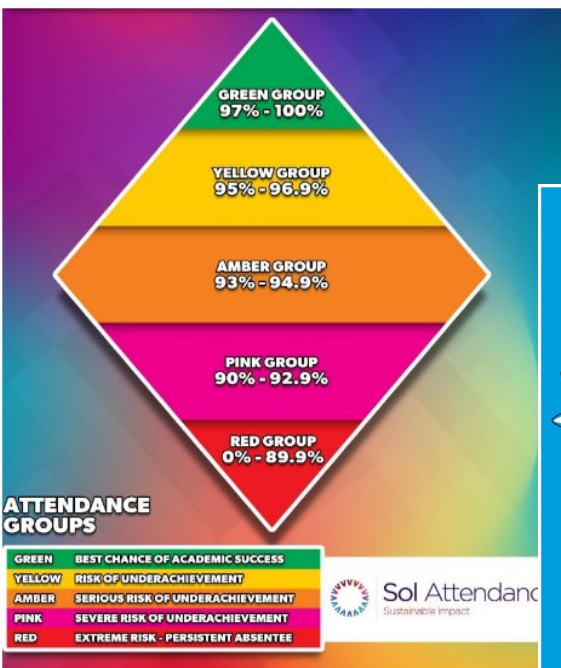 GREEN GROUP
97% - 100%
YELLOW GROUP
95% - 96.9%
AMBER GROUP
93% - 94.9%
PINK GROUP
90% - 92.9%
RED GROUP
0% - 89.9%
ATTENDANCE
GROUPS
GREEN BEST CHANCE OF ACADEMIC SUCCESS
YELLOW RISK OF UNDERACHIEVEMENT
AMBER SERIOUS RISK OF UNDERACHIEVEMENT
PINK SEVERE RISK OF UNDERACHIEVEMENT
RED EXTREME RISK - PERSISTENT ABSENTEE
Sol Attendanc
Sustainable impact